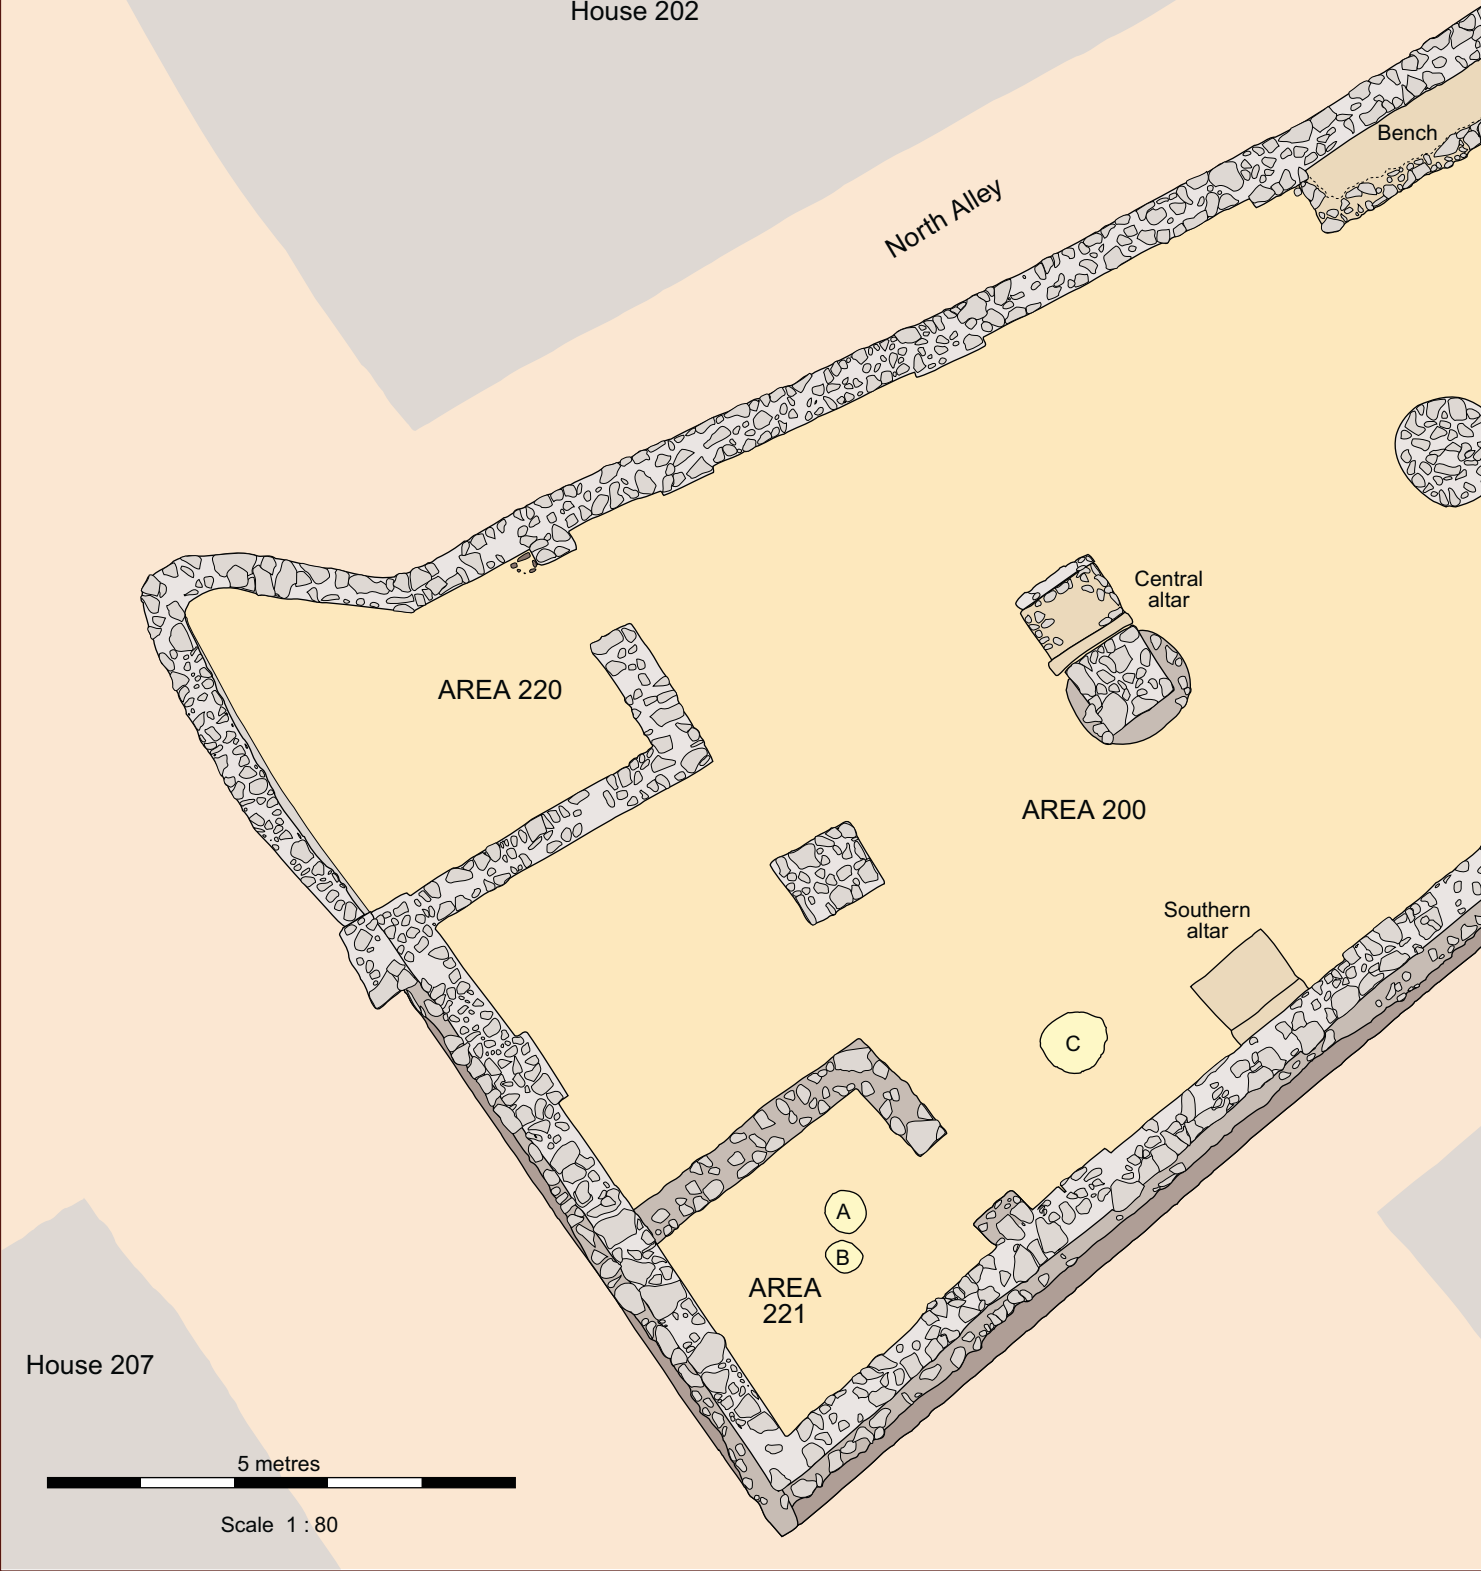 House 202
Bench
North Alley
Central
altar
AREA 220
AREA 200
Southern
altar
C
A
B
AREA
221
House 207
5 metres
Scale 1 : 80